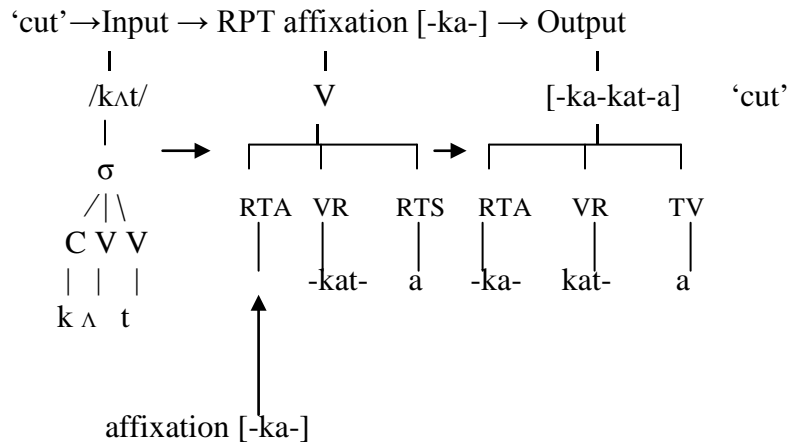 ‘cut’→Input → RPT affixation [-ka-] → Output
/kʌt/ V [-ka-kat-a] ‘cut’
σ
RTA VR RTS RTA VR TV
C V V
-kat- a -ka- kat- a
k ʌ t
affixation [-ka-]